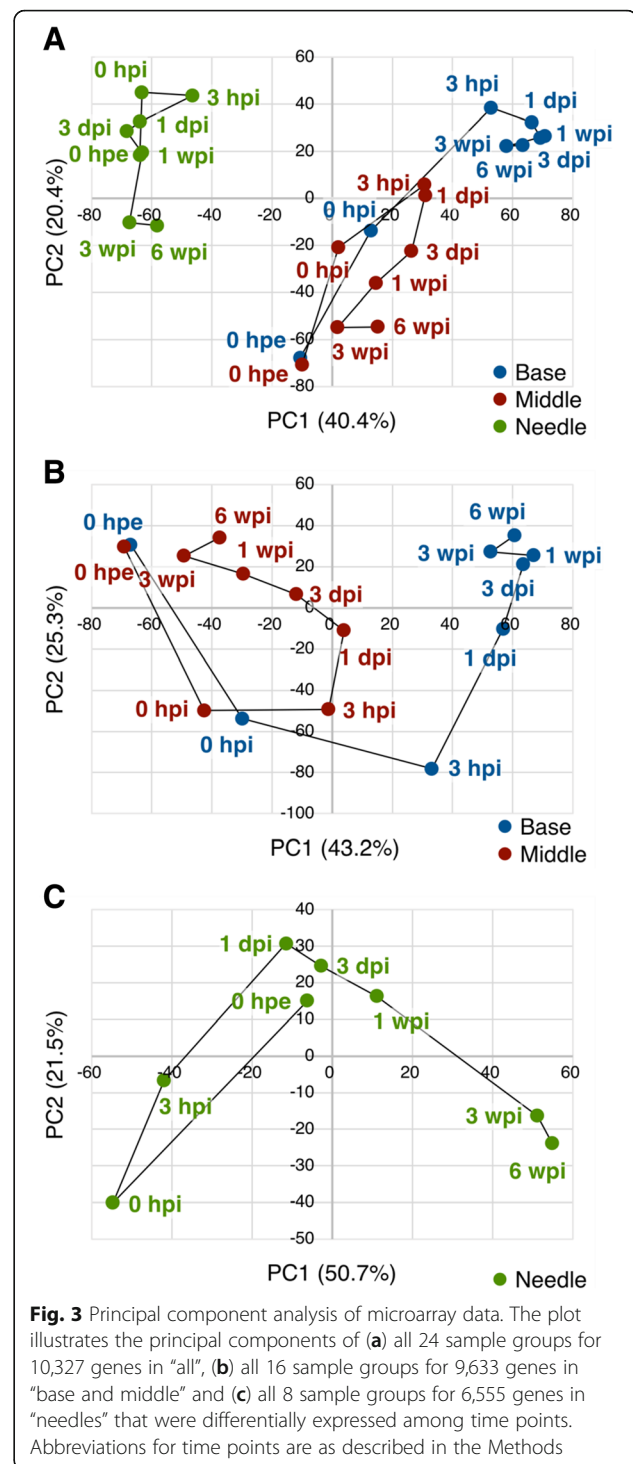 A
60
0 hpi
3 hpi
1 dpi
3 dpi
0 hpe
1 wpi
3 wpi
6 wpi
40
20
0
-80
-60
-40
20
40
60
80
-20
-40
-60
-80
3 hpi
1 dpi
1 wpi
3 wpi
3 dpi
6 wpi
3 hpi
1 dpi
0 hpi
0 hpi
3 dpi
1 wpi
6 wpi
3 wpi
0 hpe
0 hpe
PC2 (20.4%)
PC1 (40.4%)
Base
Middle
Needle
B
60
40
20
0
-80
-60
-40
-20
0
20
40
60
80
-20
-40
-60
-80
-100
0 hpe
6 wpi
0 hpe
3 wpi
1 wpi
3 dpi
1 dpi
0 hpi
3 hpi
0 hpi
6 wpi
3 wpi
1 wpi
3 dpi
1 dpi
3 hpi
PC2 (25.3%)
PC1 (43.2%)
Base
Middle
C
40
30
20
10
0
-60
-40
-20
20
40
60
-10
-20
-30
-40
-50
1 dpi
3 dpi
0 hpe
1 wpi
3 hpi
3 wpi
6 wpi
0 hpi
PC2 (21.5%)
PC1 (50.7%)
Needle
Fig. 3 Principal component analysis of microarray data. The plot
illustrates the principal components of (a) all 24 sample groups for
10,327 genes in “all”, (b) all 16 sample groups for 9,633 genes in
“base and middle” and (c) all 8 sample groups for 6,555 genes in
“needles” that were differentially expressed among time points.
Abbreviations for time points are as described in the Methods